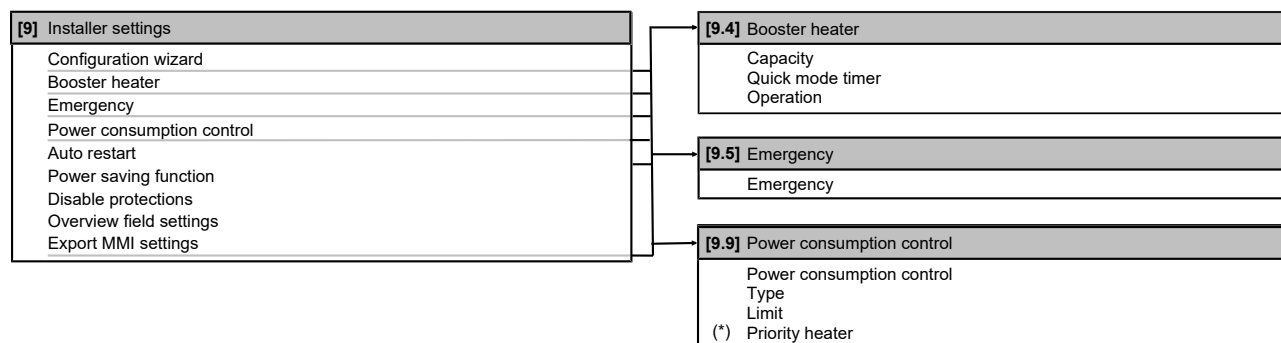 [9] Installer settings
Configuration wizard
Booster heater
Emergency
Power consumption control
Auto restart
Power saving function
Disable protections
Overview field settings
Export MMI settings
[9.4] Booster heater
Capacity
Quick mode timer
Operation
[9.5] Emergency
Emergency
[9.9] Power consumption control
Power consumption control
Type
Limit
(*) Priority heater